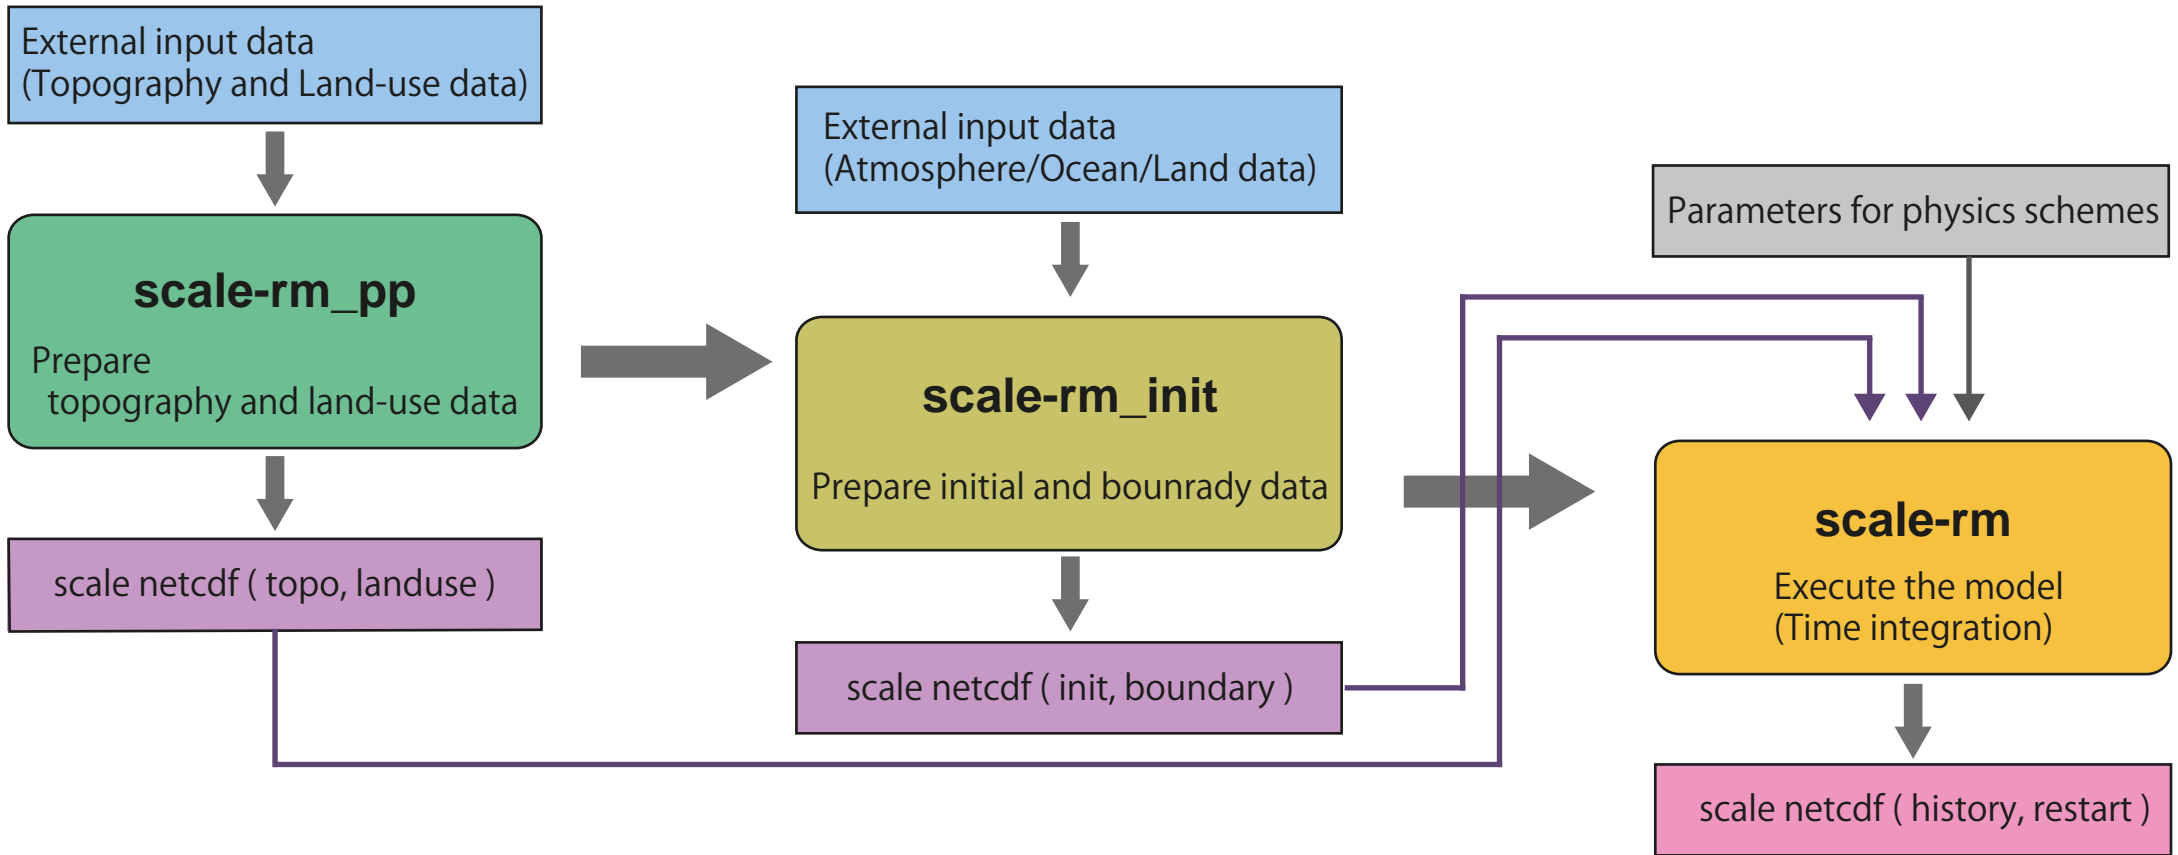 External input data
(Topography and Land-use data)
scale-rm_pp
Prepare
topography and land-use data
scale netcdf ( topo, landuse )
External input data
(Atmosphere/Ocean/Land data)
scale-rm_init
Prepare initial and bounrady data
scale netcdf ( init, boundary )
Parameters for physics schemes
scale-rm
Execute the model
(Time integration)
scale netcdf ( history, restart )